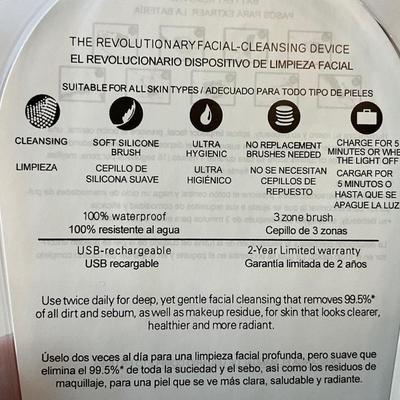 PASOS PARA EXTRAER LA BATERÍA
THE REVOLUTIONARY FACIAL-CLEANSING DEVICE
EL REVOLUCIONARIO DISPOSITIVO DE LIMPIEZA FACIAL
SUITABLE FOR ALL SKIN TYPES / ADECUADO PARA TODO TIPO DE PIELES
CLEANSING
LIMPIEZA
SOFT SILICONE
BRUSH
CEPILLO DE
SILICONA SUAVE
ULTRA
HYGIENIC
ULTRA
HIGIÉNICO
NO REPLACEMENT
BRUSHES NEEDED
NO SE NECESITAN
CEPILLOS DE
REPUESTO
CHARGE FOR 5
MINUTES OR WHE
THE LIGHT OFF
CARGAR POR
5 MINUTOS O
HASTA QUE SE
APAGUE LA LUZ
100% waterproof
100% resistente al agua
3 zone brush
Cepillo de 3 zonas
USB-rechargeable
USB recargable
2-Year Limited warranty
Garantía limitada de 2 años
Use twice daily for deep, yet gentle facial cleansing that removes 99.5%*
of all dirt and sebum, as well as makeup residue, for skin that looks clearer,
healthier and more radiant.
Úselo dos veces al día para una limpieza facial profunda, pero suave que
elimina el 99.5%* de toda la suciedad y el sebo, así como los residuos de
maquillaje, para una piel que se ve más clara, saludable y radiante.